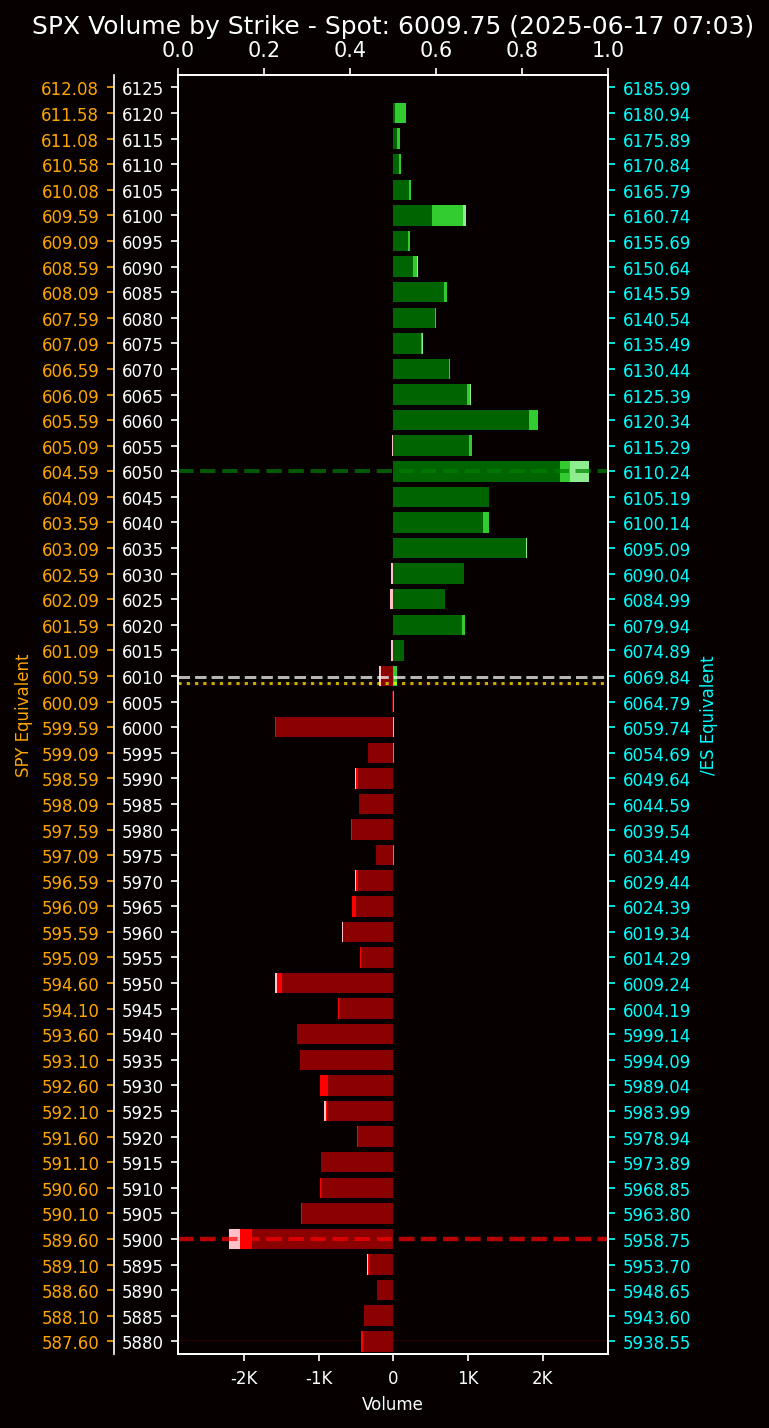 SPX Volume by Strike - Spot: 6009.75 (2025-06-17 07:03)
0.0 0.2 0.4 0.6 0.8 1.0
612.08 6125 6185.99
611.58 6120 6180.94
611.08 6115 6175.89
610.58 6110 6170.84
610.08 6105 6165.79
609.59 6100 6160.74
609.09 6095 6155.69
608.59 6090 6150.64
608.09 6085 6145.59
607.59 6080 6140.54
607.09 6075 6135.49
606.59 6070 6130.44
606.09 6065 6125.39
605.59 6060 6120.34
605.09 6055 6115.29
604.59 6050 6110.24
604.09 6045 6105.19
603.59 6040 6100.14
603.09 6035 6095.09
602.59 6030 6090.04
602.09 6025 6084.99
601.59 6020 6079.94
601.09 6015 6074.89
600.59 6010 6069.84
600.09 6005 6064.79
599.59 6000 6059.74
599.09 5995 6054.69
598.59 5990 6049.64
598.09 5985 6044.59
597.59 5980 6039.54
597.09 5975 6034.49
596.59 5970 6029.44
596.09 5965 6024.39
595.59 5960 6019.34
595.09 5955 6014.29
594.60 5950 6009.24
594.10 5945 6004.19
593.60 5940 5999.14
593.10 5935 5994.09
592.60 5930 5989.04
592.10 5925 5983.99
591.60 5920 5978.94
591.10 5915 5973.89
590.60 5910 5968.85
590.10 5905 5963.80
589.60 5900 5958.75
589.10 5895 5953.70
588.60 5890 5948.65
588.10 5885 5943.60
587.60 5880 5938.55
SPY Equivalent
/ES Equivalent
-2K -1K 0 1K 2K
Volume